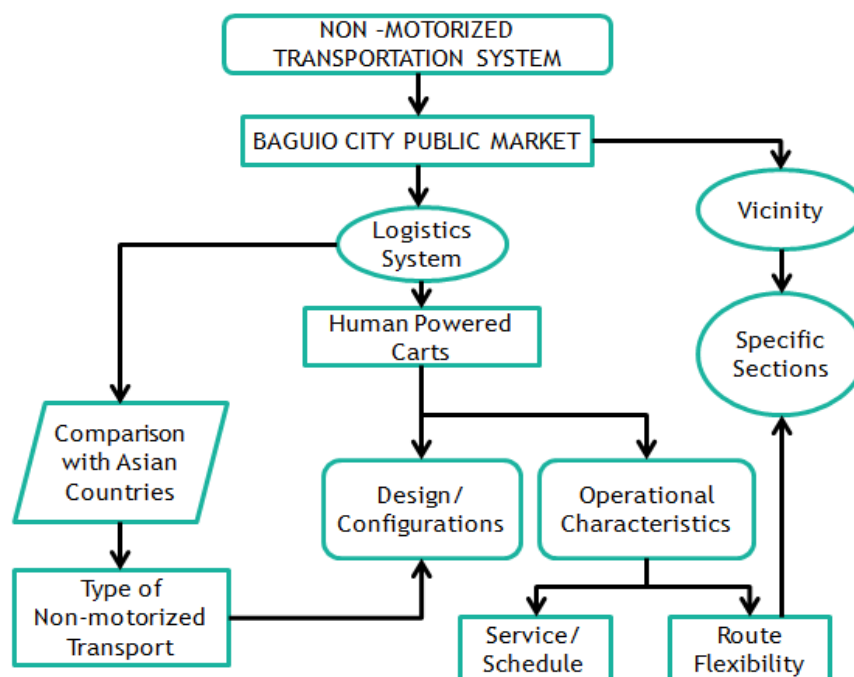 NON -MOTORIZED
TRANSPORTATION SYSTEM
BAGUIO CITY PUBLIC MARKET
Vicinity
Logistics
System
Specific
Sections
Human Powered
Carts
Comparison
with Asian
Countries
Design/
Configurations
Operational
Characteristics
Type of
Non-motorized
Transport
Service/
Schedule
Route
Flexibility